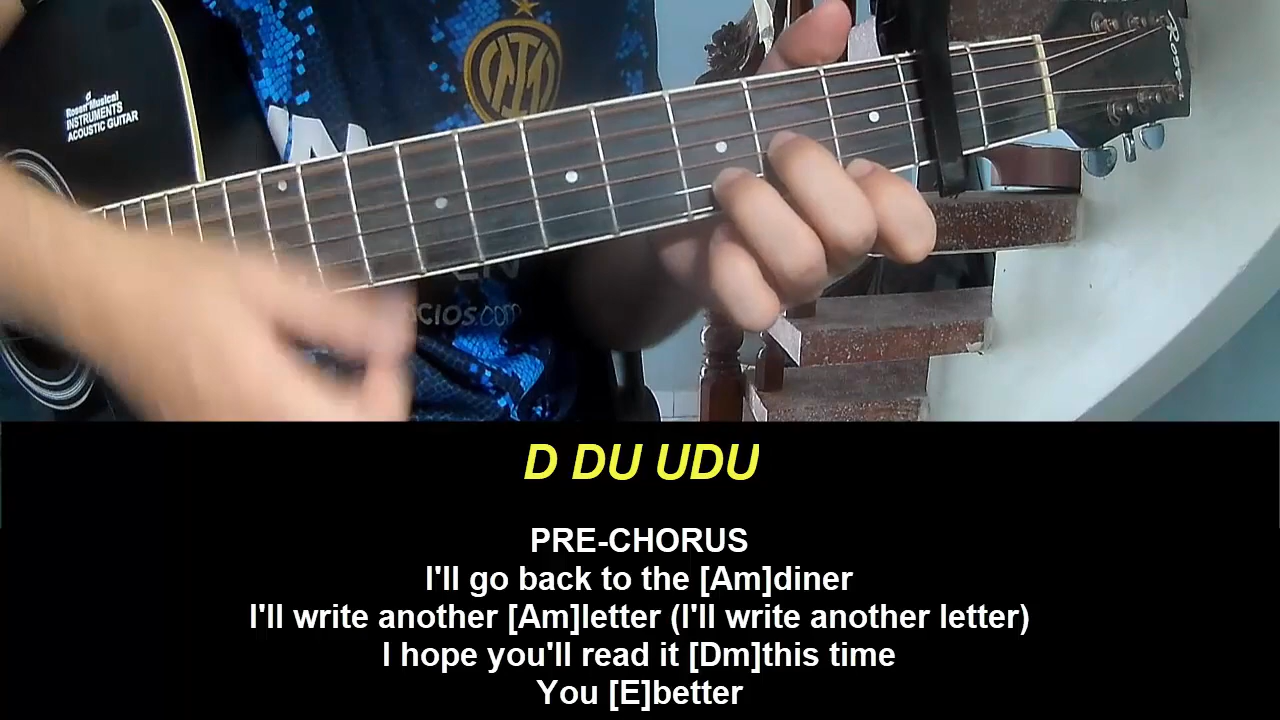 Rosen Musical
INSTRUMENTS
ACOUSTIC GUITAR
D DU UDU
PRE-CHORUS
I'll go back to the [Am]diner
I'll write another [Am]letter (I'll write another letter)
I hope you'll read it [Dm]this time
You [E]better